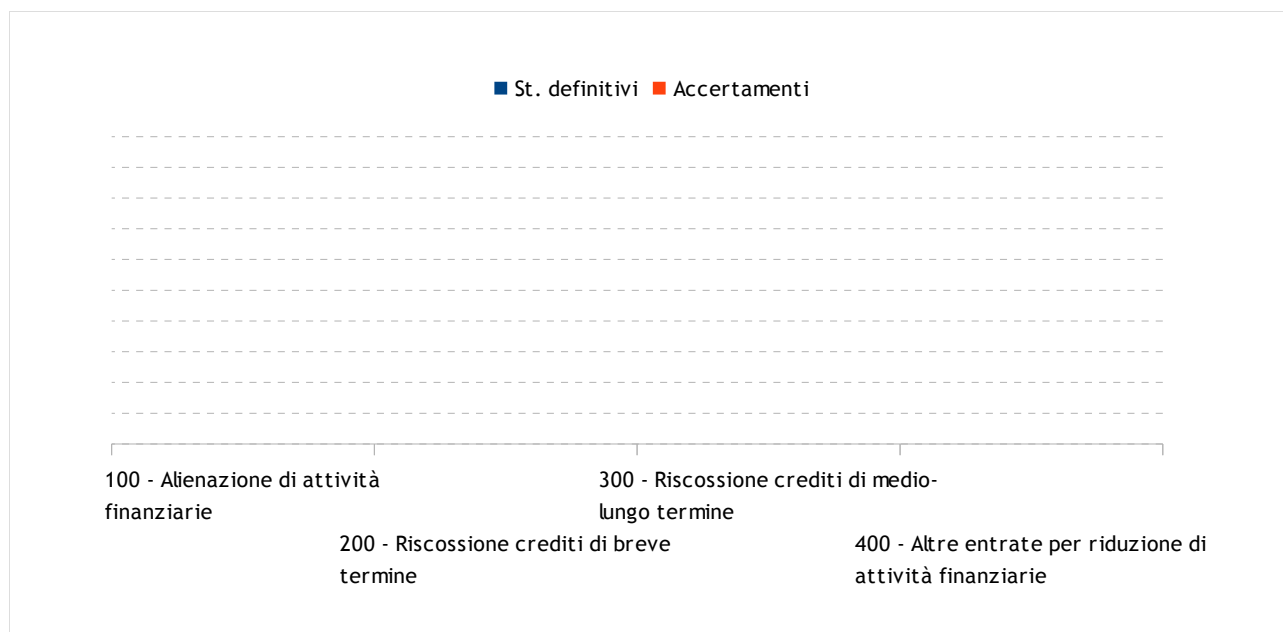 St. definitivi Accertamenti
100 - Alienazione di attività
finanziarie
200 - Riscossione crediti di breve
termine
300 - Riscossione crediti di medio-
lungo termine
400 - Altre entrate per riduzione di
attività finanziarie